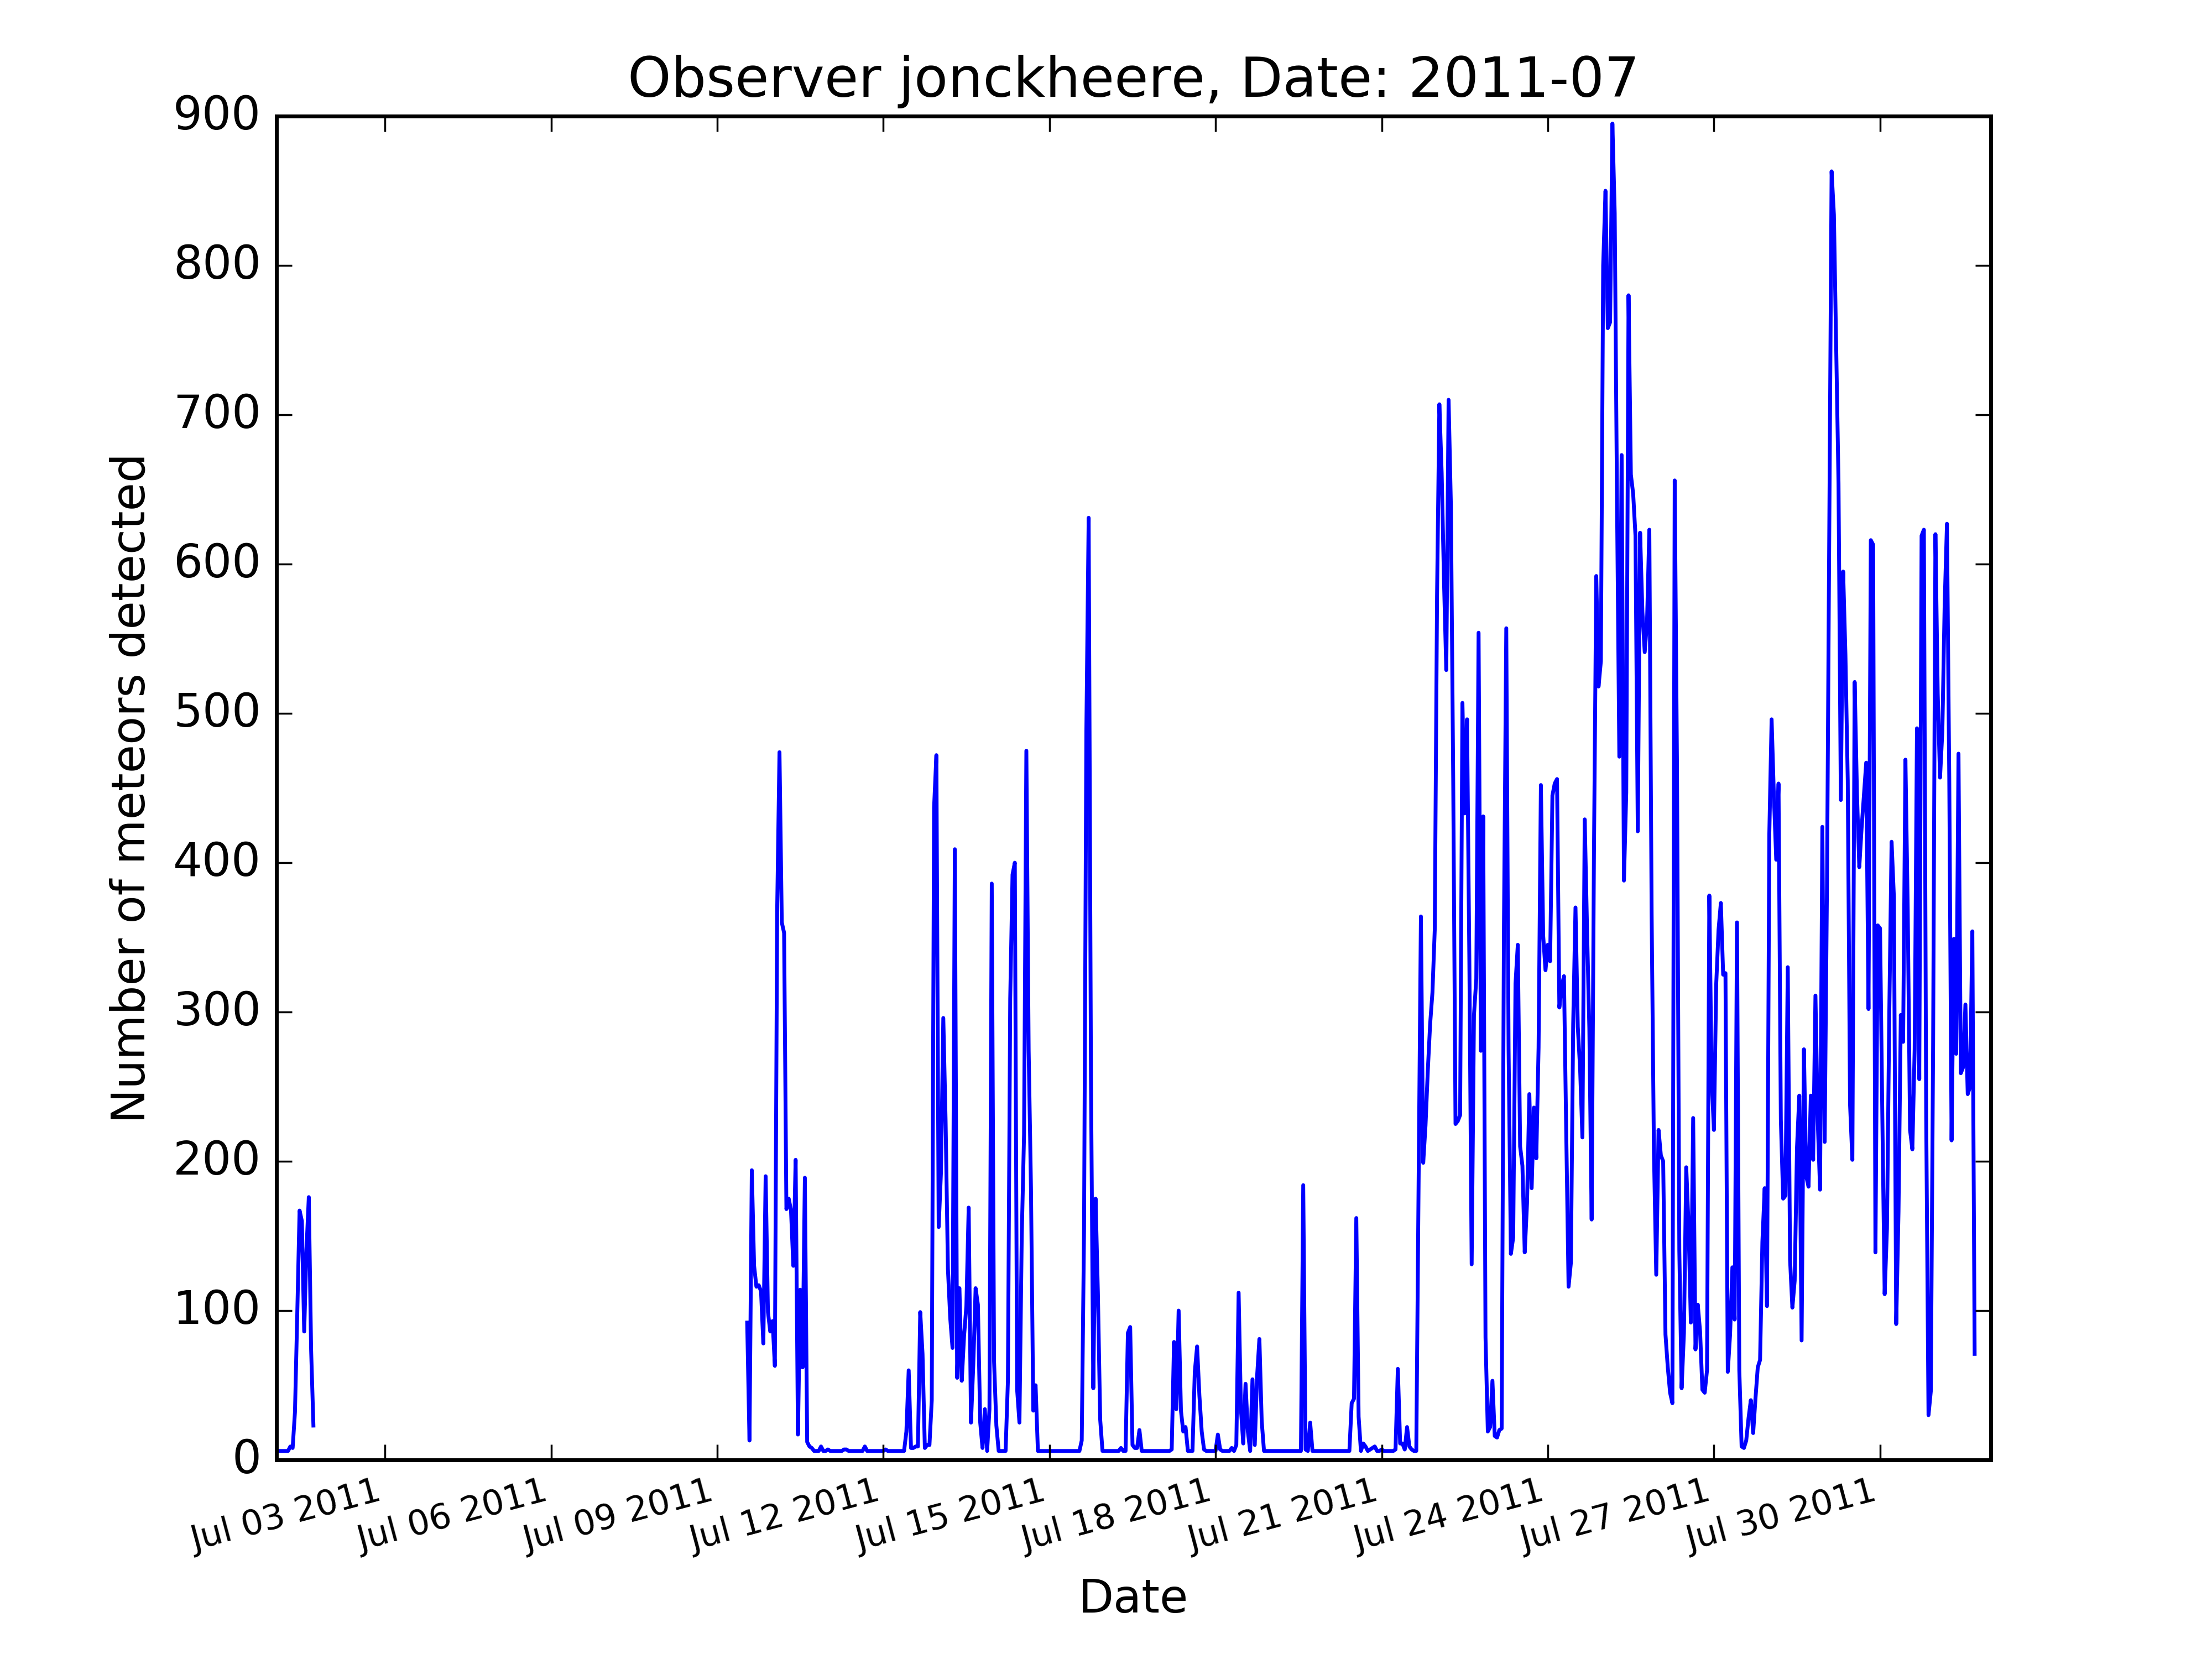 Observer jonckheere, Date: 2011-07
900
800
700
600
500
400
300
200
100
0
Number of meteors detected
Jul 03 2011
Jul 06 2011
Jul 09 2011
Jul 12 2011
Jul 15 2011
Jul 18 2011
Jul 21 2011
Jul 24 2011
Jul 27 2011
Jul 30 2011
Date